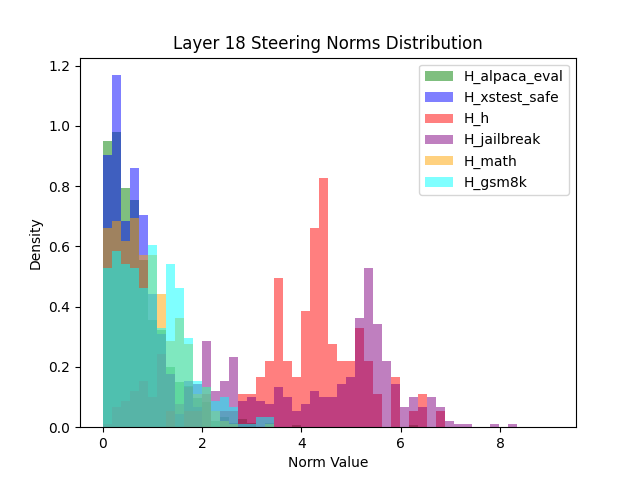 Layer 18 Steering Norms Distribution
H_alpaca_eval
H_xstest_safe
H_h
H_jailbreak
H_math
H_gsm8k
1.2
1.0
0.8
0.6
0.4
0.2
0.0
Density
0 2 4 6 8
Norm Value